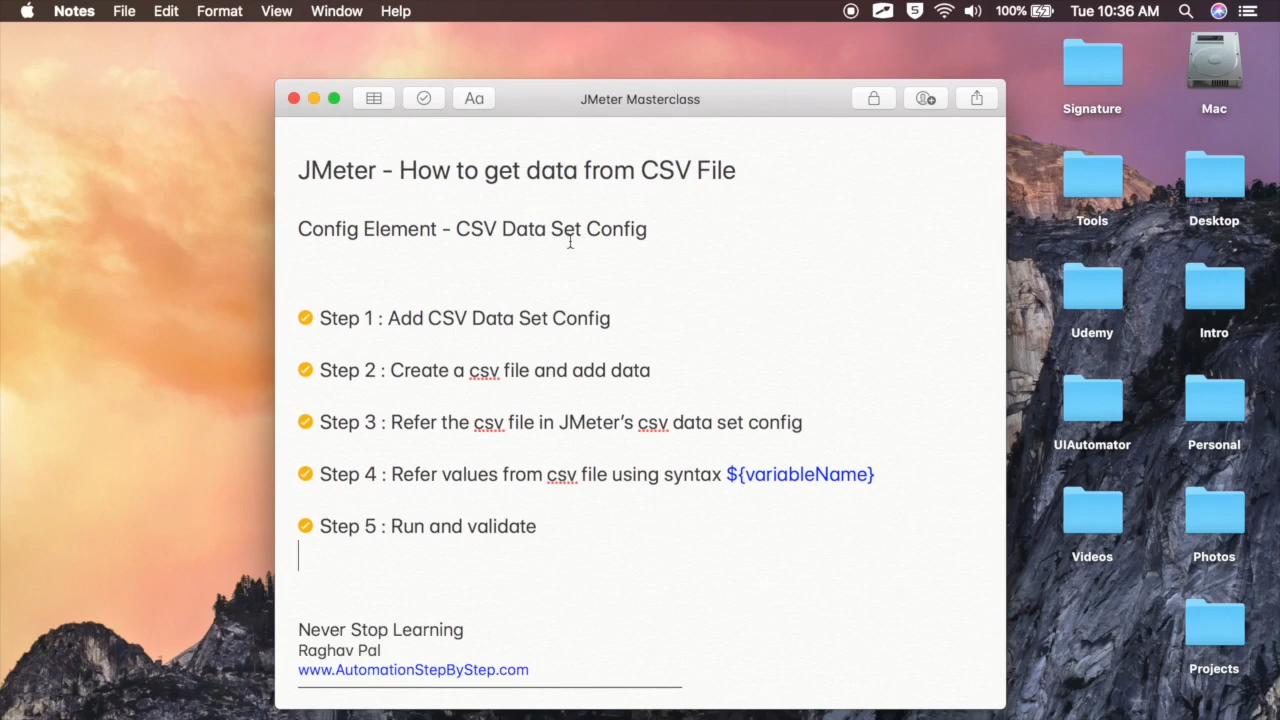 Notes File Edit Format View Window Help 100% Tue 10:36 AM
JMeter Masterclass
Aa
JMeter - How to get data from CSV File
Config Element - CSV Data Set Config
Step 1 : Add CSV Data Set Config
Step 2 : Create a csv file and add data
Step 3 : Refer the csv file in JMeter’s csv data set config
Step 4 : Refer values from csv file using syntax ${variableName}
Step 5 : Run and validate
Never Stop Learning
Raghav Pal
www.AutomationStepByStep.com
Signature
Mac
Tools
Desktop
Udemy
Intro
UIAutomator
Personal
Videos
Photos
Projects